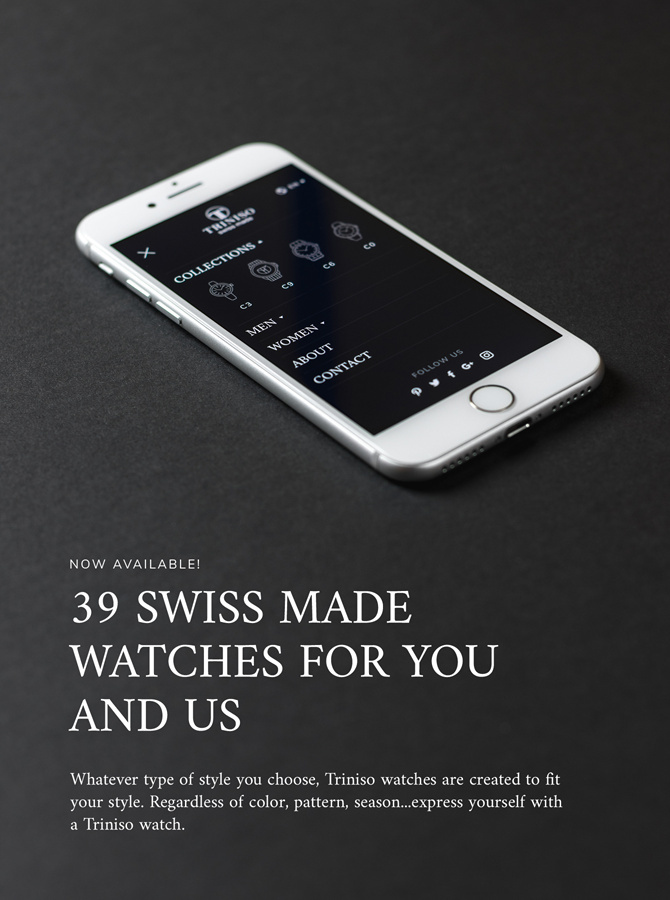 TRINISO
COLLECTIONS
C3
C9
C6
C0
MEN
WOMEN
ABOUT
CONTACT
FOLLOW US
NOW AVAILABLE!
39 SWISS MADE
WATCHES FOR YOU
AND US
Whatever type of style you choose, Triniso watches are created to fit
your style. Regardless of color, pattern, season...express yourself with
a Triniso watch.